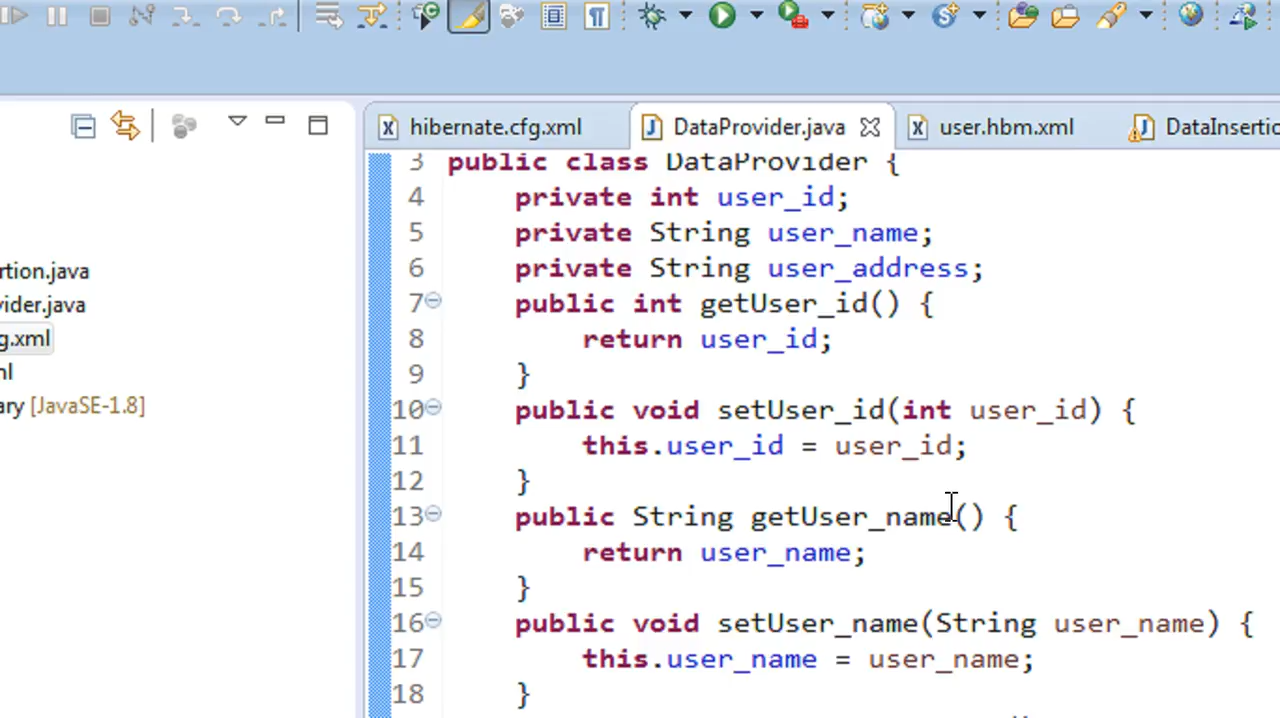 hibernate.cfg.xml
DataProvider.java
user.hbm.xml
DataInsertic
rtion.java
vider.java
g.xml
ml
ary [JavaSE-1.8]
3 public class DataProvider {
4 private int user_id;
5 private String user_name;
6 private String user_address;
7 public int getUser_id() {
8 return user_id;
9 }
10 public void setUser_id(int user_id) {
11 this.user_id = user_id;
12 }
13 public String getUser_name() {
14 return user_name;
15 }
16 public void setUser_name(String user_name) {
17 this.user_name = user_name;
18 }